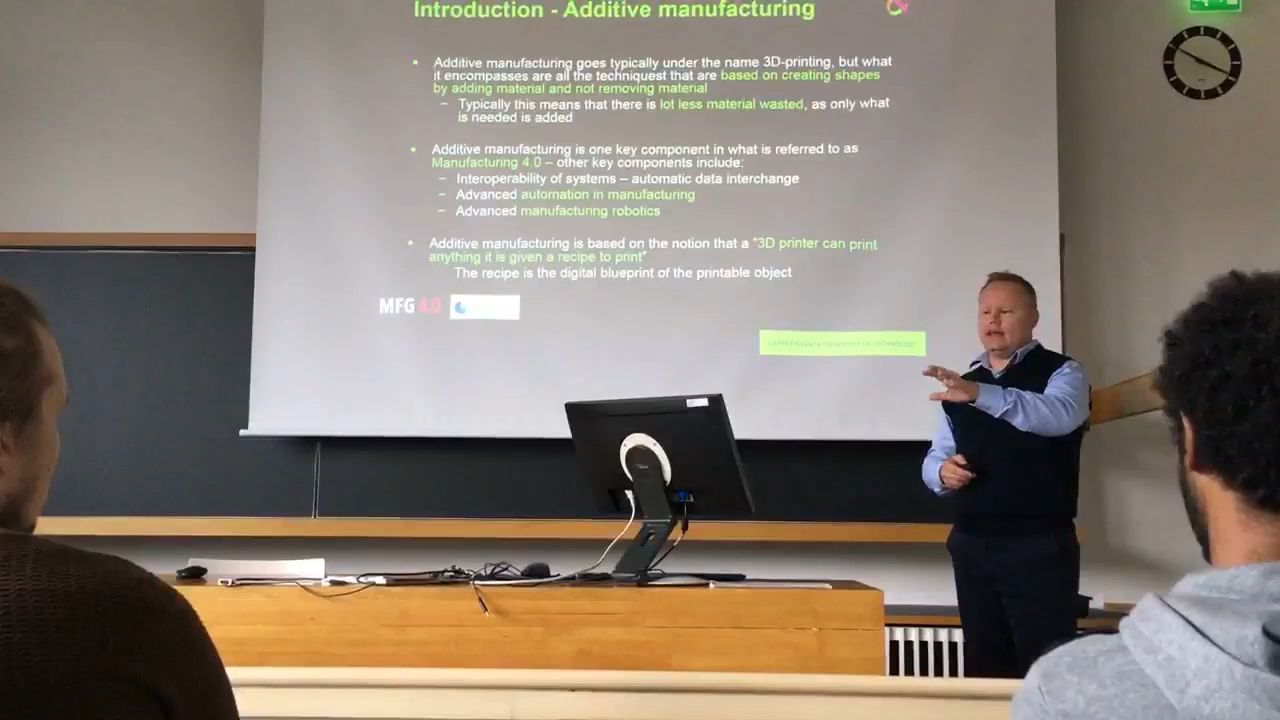 Introduction - Additive manufacturing
• Additive manufacturing goes typically under the name 3D-printing, but what
it encompasses are all the techniquest that are based on creating shapes
by adding material and not removing material
– Typically this means that there is lot less material wasted, as only what
is needed is added
• Additive manufacturing is one key component in what is referred to as
Manufacturing 4 0 – other key components include:
– Interoperability of systems – automatic data interchange
– Advanced automation in manufacturing
– Advanced manufacturing robotics
• Additive manufacturing is based on the notion that a "3D printer can print
anything it is given a recipe to print"
The recipe is the digital blueprint of the printable object
MFG 4.0
UNIVERSITY OF TECHNOLOGY